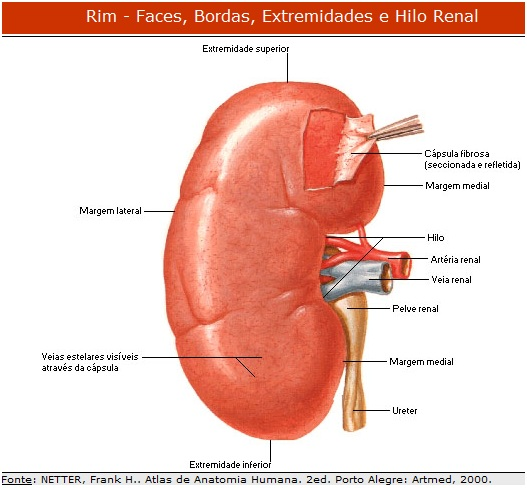 Rim - Faces, Bordas, Extremidades e Hilo Renal
Extremidade superior
Cápsula fibrosa
(seccionada e refletida)
Margem medial
Margem lateral
Hilo
Artéria renal
Veia renal
Pelve renal
Veias estelares visíveis
através da cápsula
Margem medial
Ureter
Extremidade inferior
Fonte: NETTER, Frank H.. Atlas de Anatomia Humana. 2ed. Porto Alegre: Artmed, 2000.